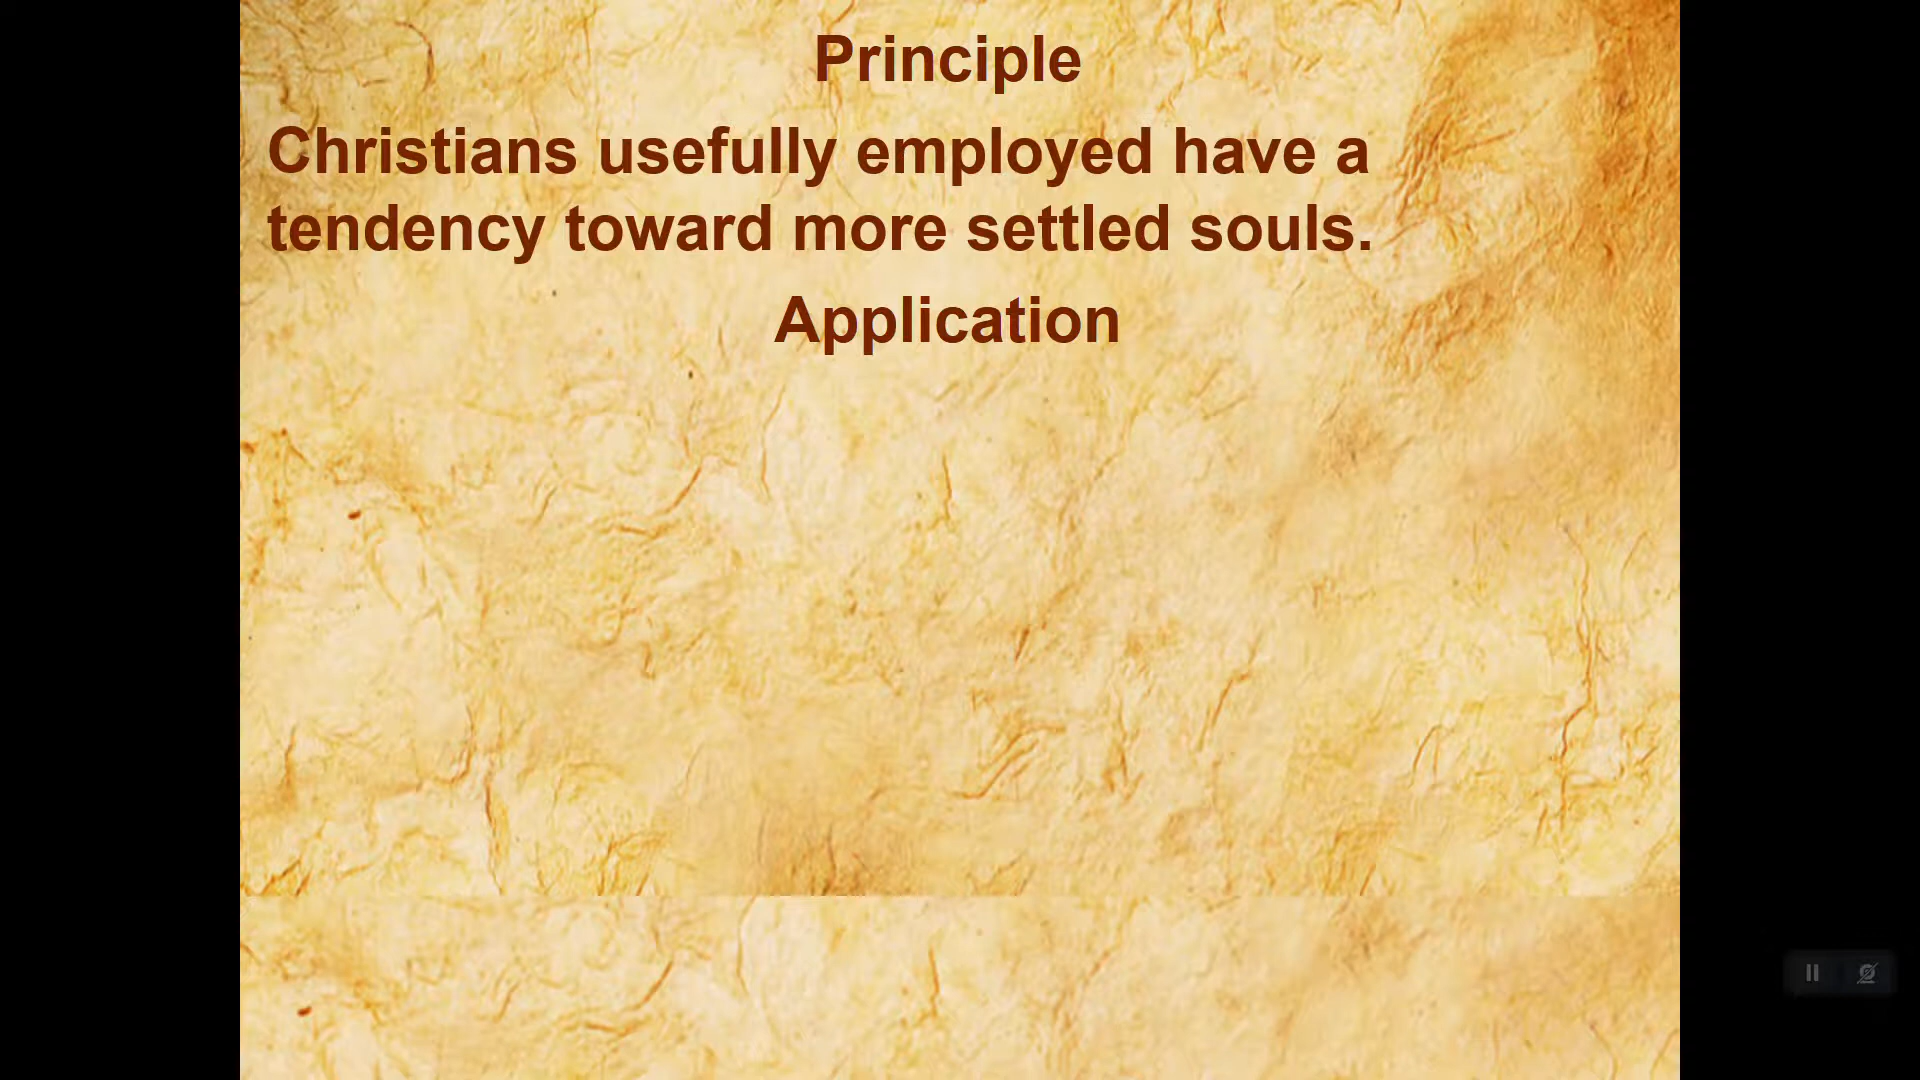 Principle
Christians usefully employed have a
tendency toward more settled souls.
Application